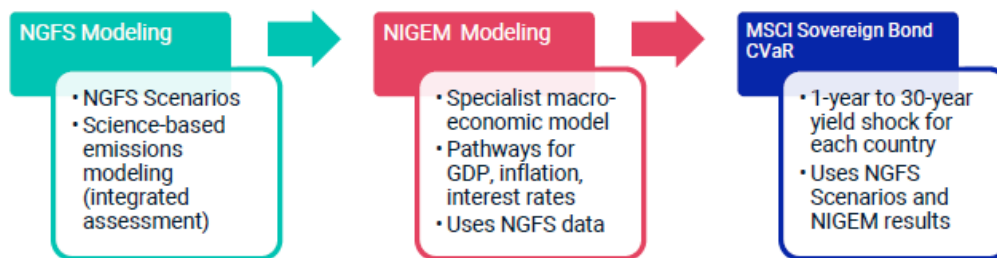 NGFS Modeling
• NGFS Scenarios
• Science-based
emissions
modeling
(integrated
assessment)
NIGEM Modeling
• Specialist macro-
economic model
• Pathways for
GDP, inflation,
interest rates
• Uses NGFS data
MSCI Sovereign Bond
CVaR
• 1-year to 30-year
yield shock for
each country
• Uses NGFS
Scenarios and
NIGEM results